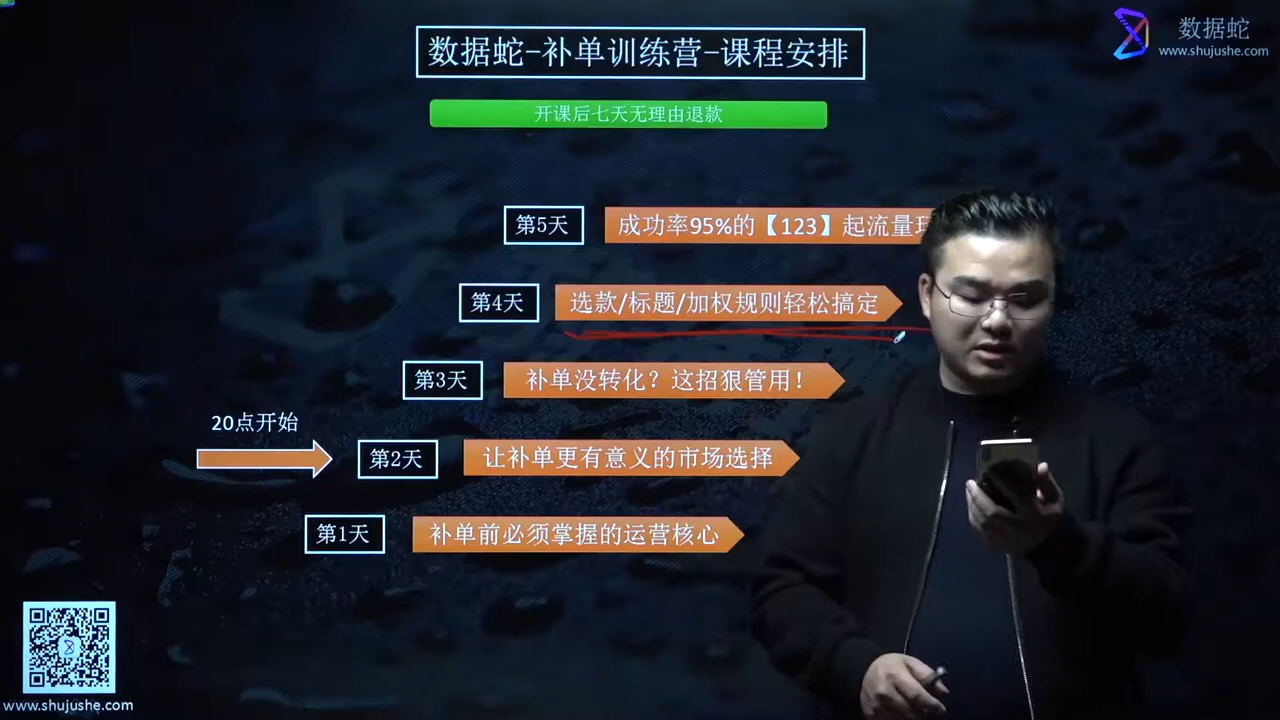 数据蛇-补单训练营-课程安排
数据蛇
www.shujushe.com
开课后七天无理由退款
第5天
成功率95%的【123】起流量
第4天
选款/标题/加权规则轻松搞定
第3天
补单没转化？这招狠管用！
20点开始
第2天
让补单更有意义的市场选择
第1天
补单前必须掌握的运营核心
www.shujushe.com